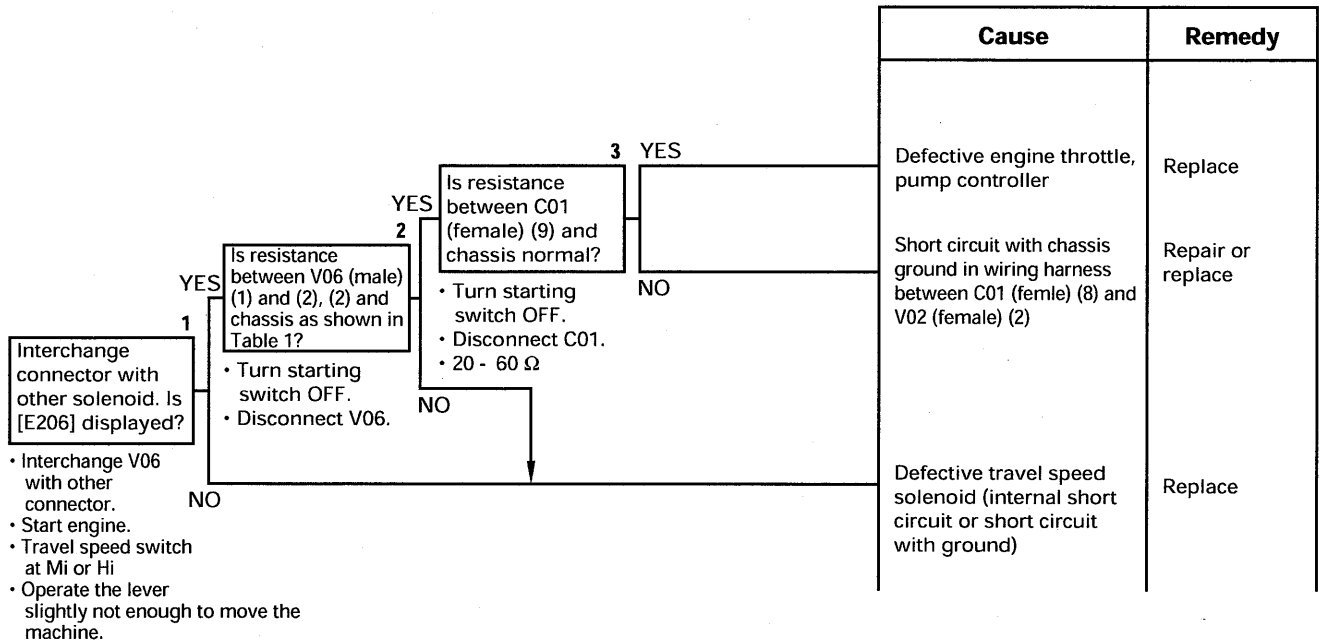 Cause
Remedy
3 YES
Is resistance
between C01
(female) (9) and
chassis normal?
Defective engine throttle,
pump controller
Replace
YES
2
Is resistance
between V06 (male)
(1) and (2), (2) and
chassis as shown in
Table 1?
NO
• Turn starting
switch OFF.
• Disconnect C01.
• 20 - 60 Ω
Short circuit with chassis
ground in wiring harness
between C01 (femle) (8) and
V02 (female) (2)
Repair or
replace
YES
1
Interchange
connector with
other solenoid. Is
[E206] displayed?
• Turn starting
switch OFF.
• Disconnect V06.
NO
• Interchange V06
with other
connector.
• Start engine.
• Travel speed switch
at Mi or Hi
• Operate the lever
slightly not enough to move the
machine.
NO
Defective travel speed
solenoid (internal short
circuit or short circuit
with ground)
Replace